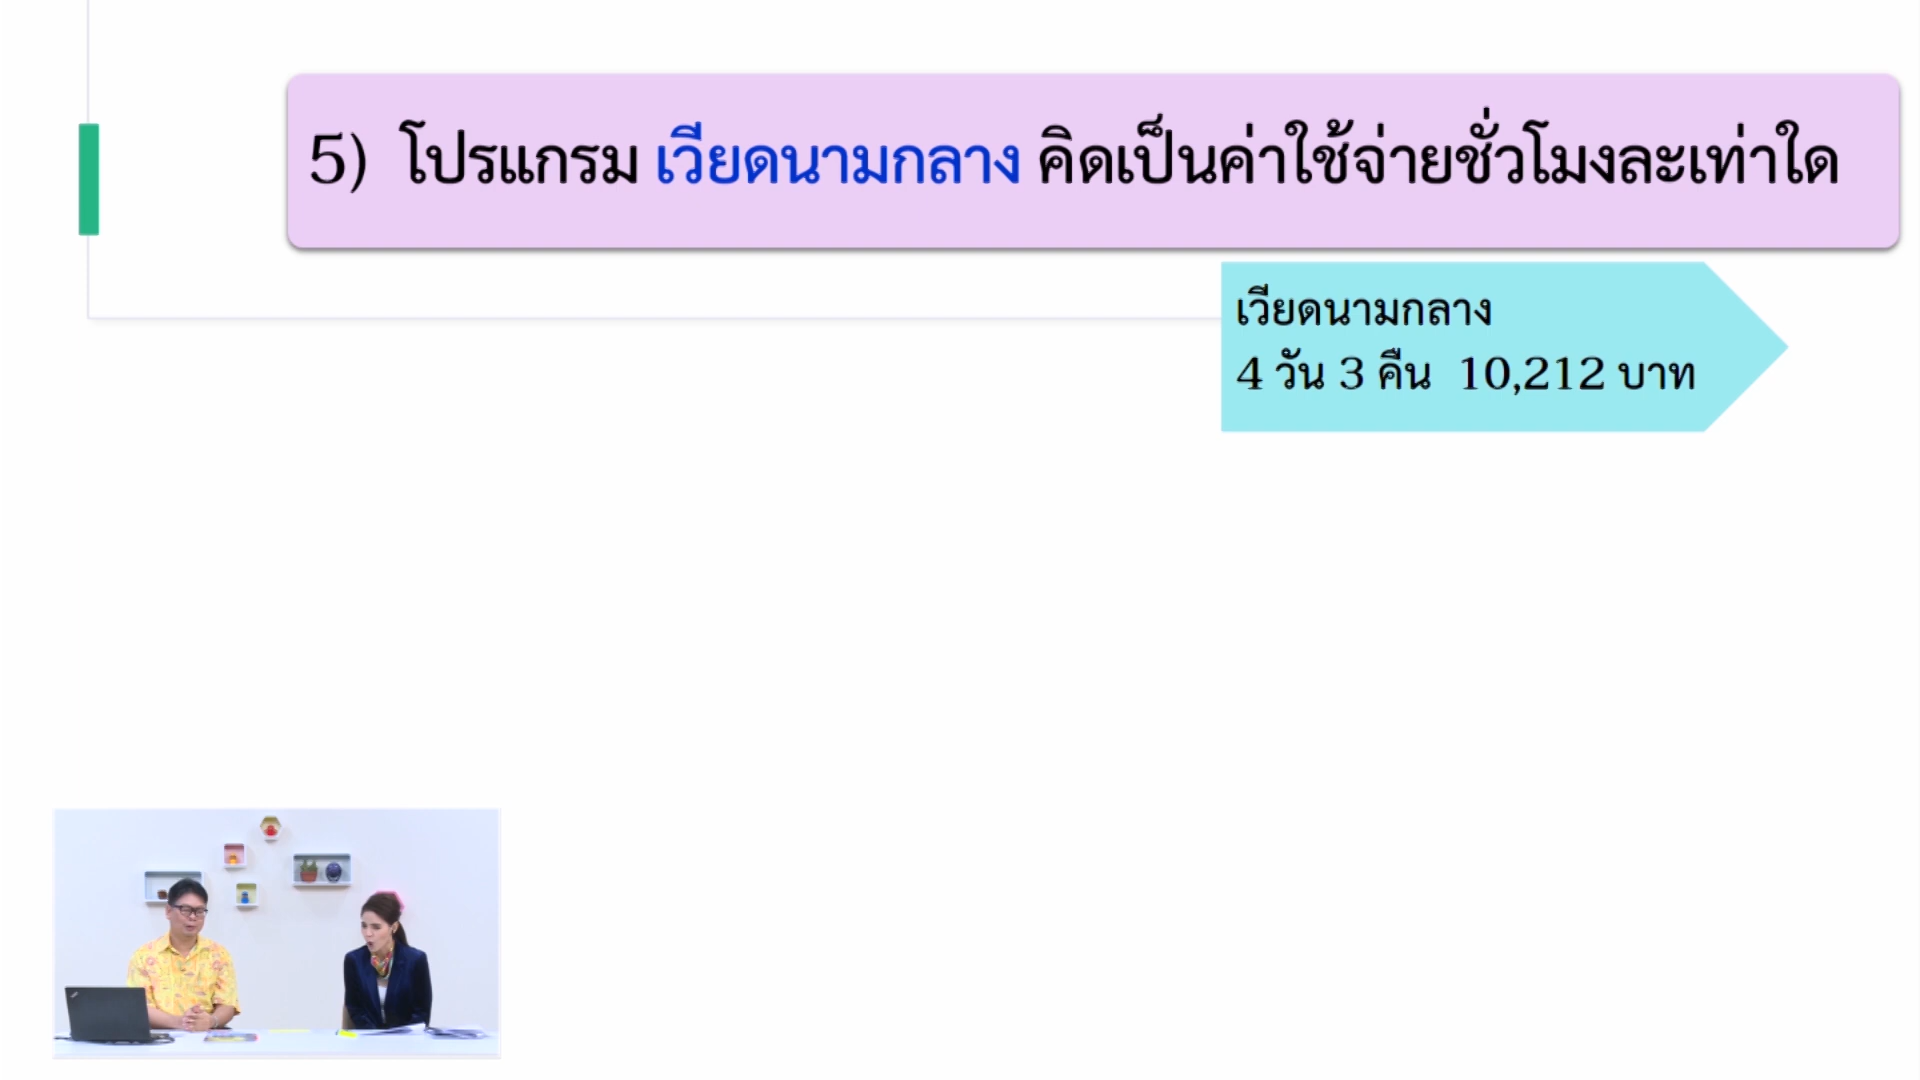 5) โปรแกรม เวียดนามกลาง คิดเป็นค่าใช้จ่ายชั่วโมงละเท่าใด
เวียดนามกลาง
4 วัน 3 คืน 10,212 บาท